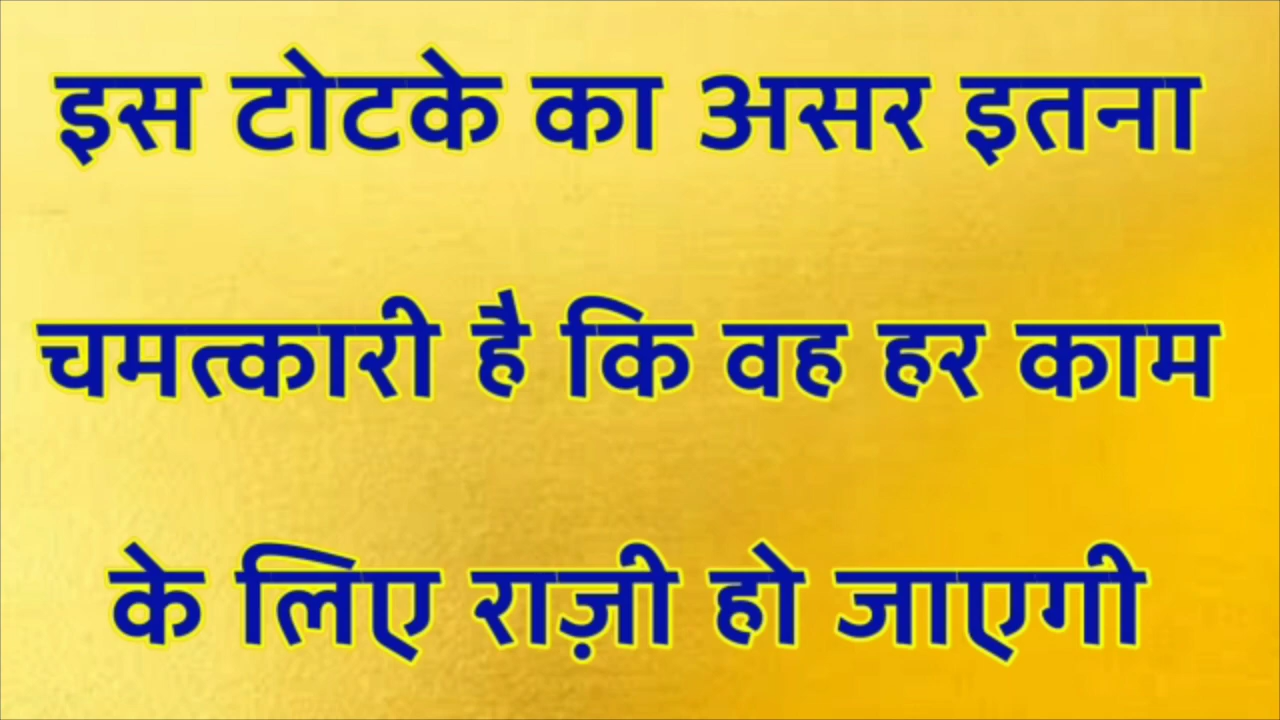 इस टोटके का असर इतना
चमत्कारी है कि वह हर काम
के लिए राज़ी हो जाएगी